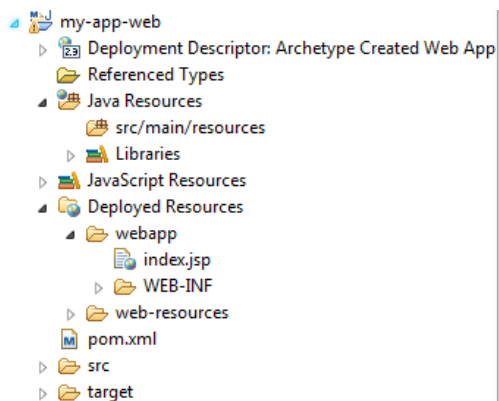 my-app-web
Deployment Descriptor: Archetype Created Web App
Referenced Types
Java Resources
src/main/resources
Libraries
JavaScript Resources
Deployed Resources
webapp
index.jsp
WEB-INF
web-resources
pom.xml
src
target